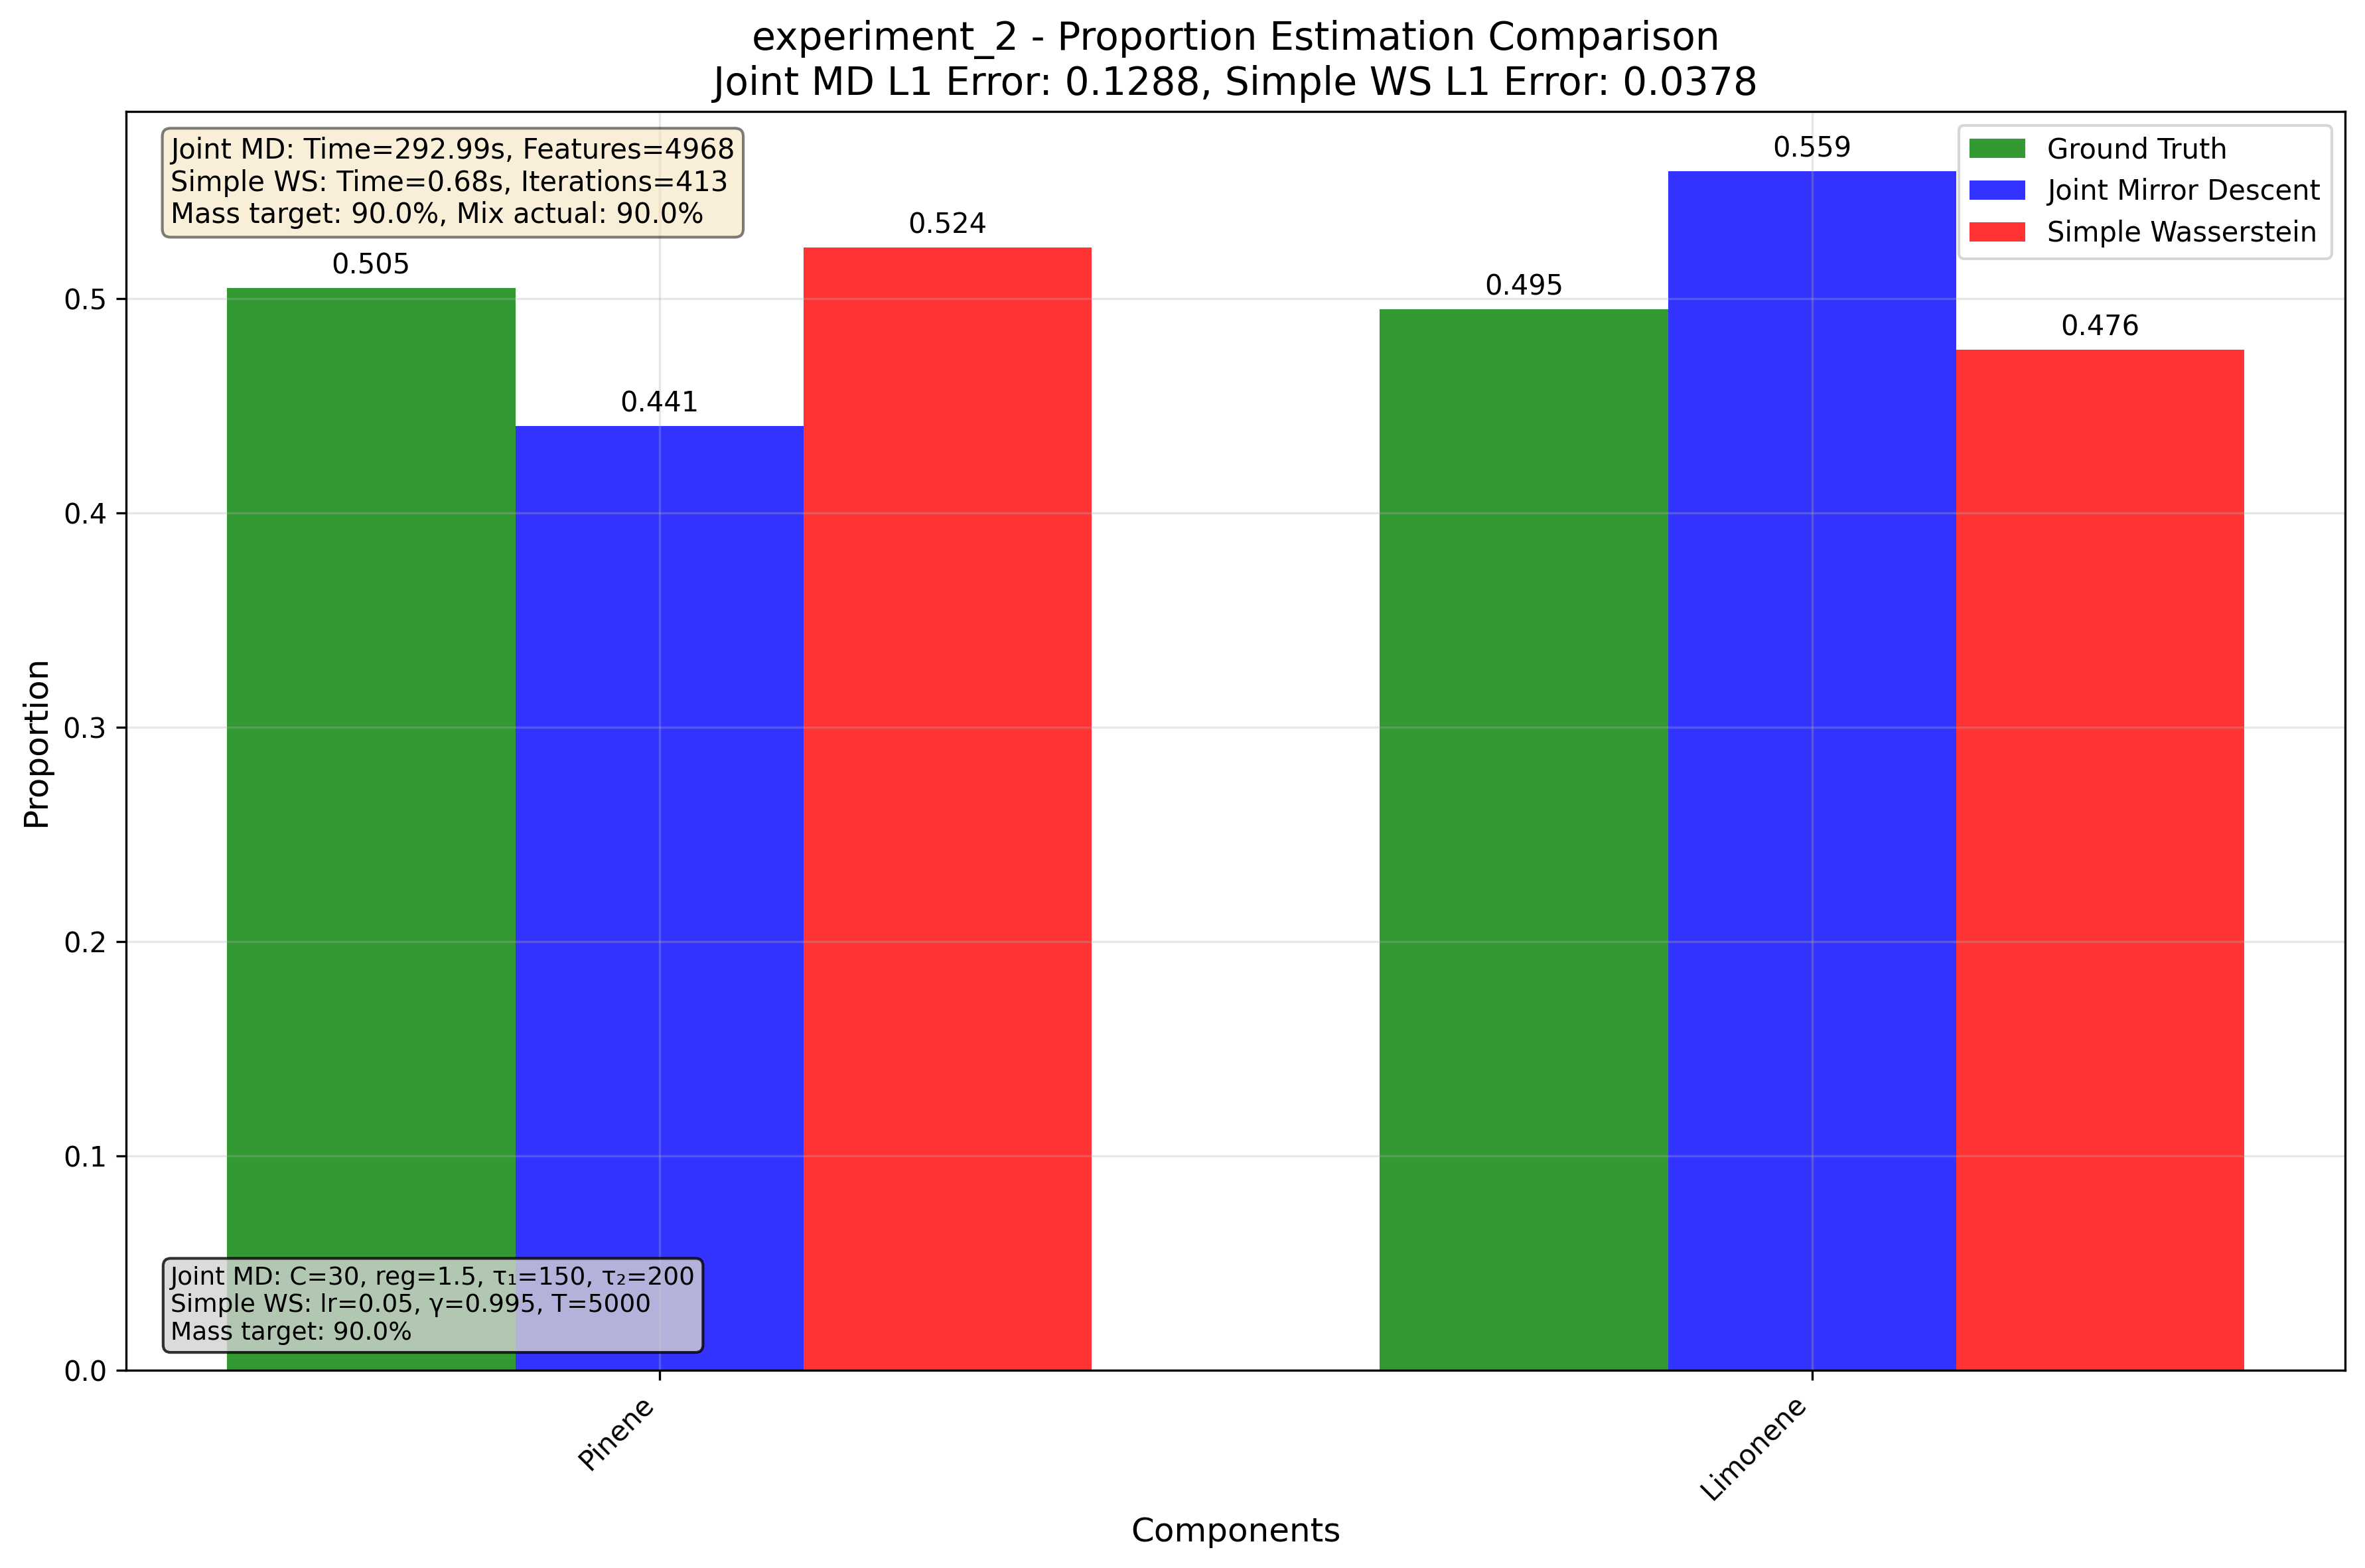 experiment_2 - Proportion Estimation Comparison
Joint MD L1 Error: 0.1288, Simple WS L1 Error: 0.0378
Joint MD: Time=292.99s, Features=4968
Simple WS: Time=0.68s, Iterations=413
Mass target: 90.0%, Mix actual: 90.0%
Ground Truth
Joint Mirror Descent
Simple Wasserstein
0.505
0.441
0.524
0.495
0.559
0.476
Proportion
0.5
0.4
0.3
0.2
0.1
0.0
Joint MD: C=30, reg=1.5, τ₁=150, τ₂=200
Simple WS: lr=0.05, γ=0.995, T=5000
Mass target: 90.0%
Pinene
Limonene
Components